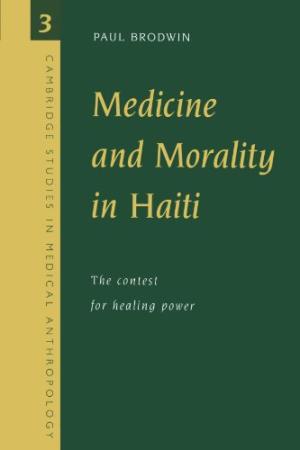 3
PAUL BRODWIN
CAMBRIDGE STUDIES IN MEDICAL ANTHROPOLOGY
Medicine
and Morality
in Haiti
The contest
for healing power